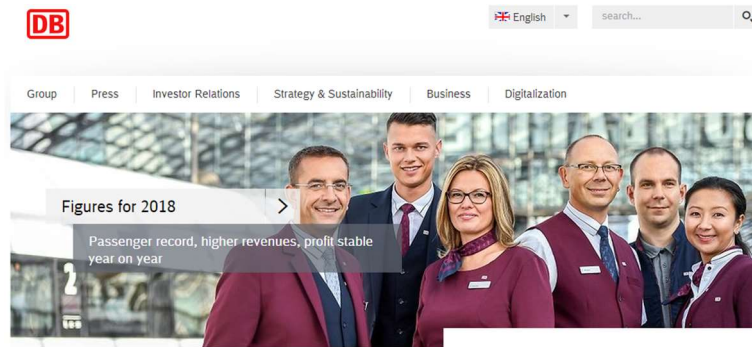 DB
English
search...
Group
Press
Investor Relations
Strategy & Sustainability
Business
Digitalization
Figures for 2018
Passenger record, higher revenues, profit stable
year on year
2